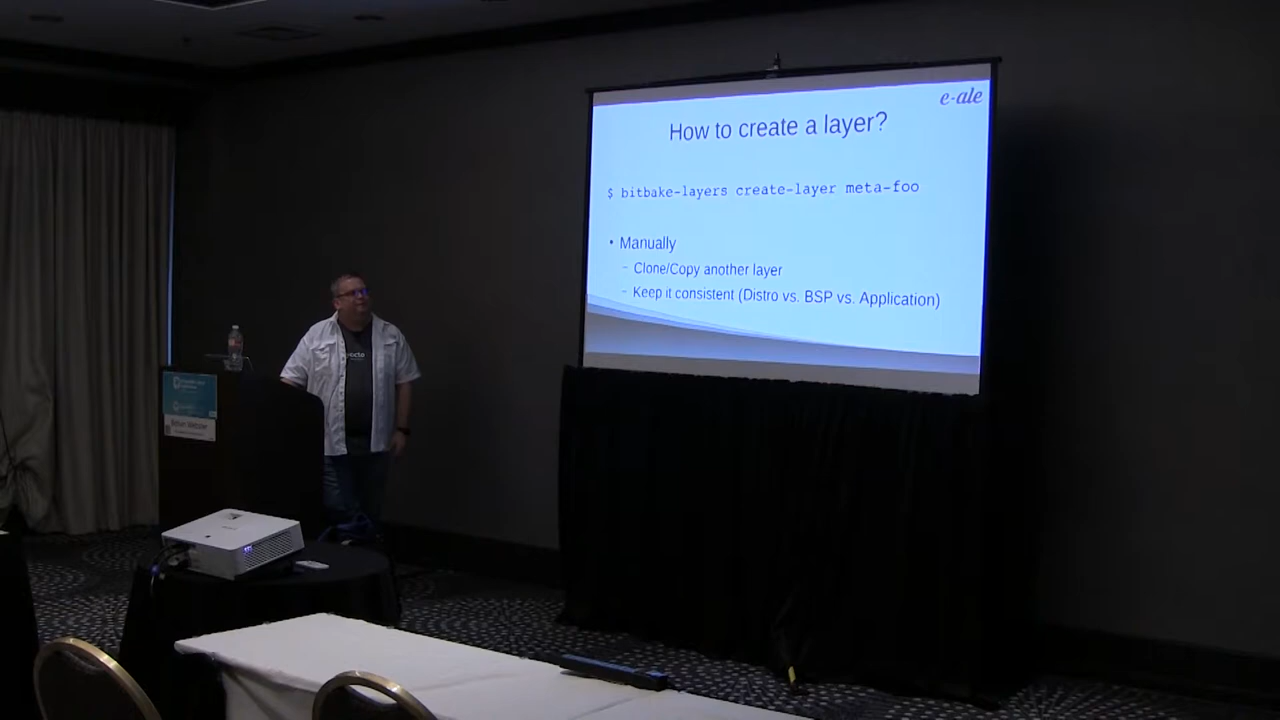 e-ale
How to create a layer?
$ bitbake-layers create-layer meta-foo
• Manually
– Clone/Copy another layer
– Keep it consistent (Distro vs. BSP vs. Application)